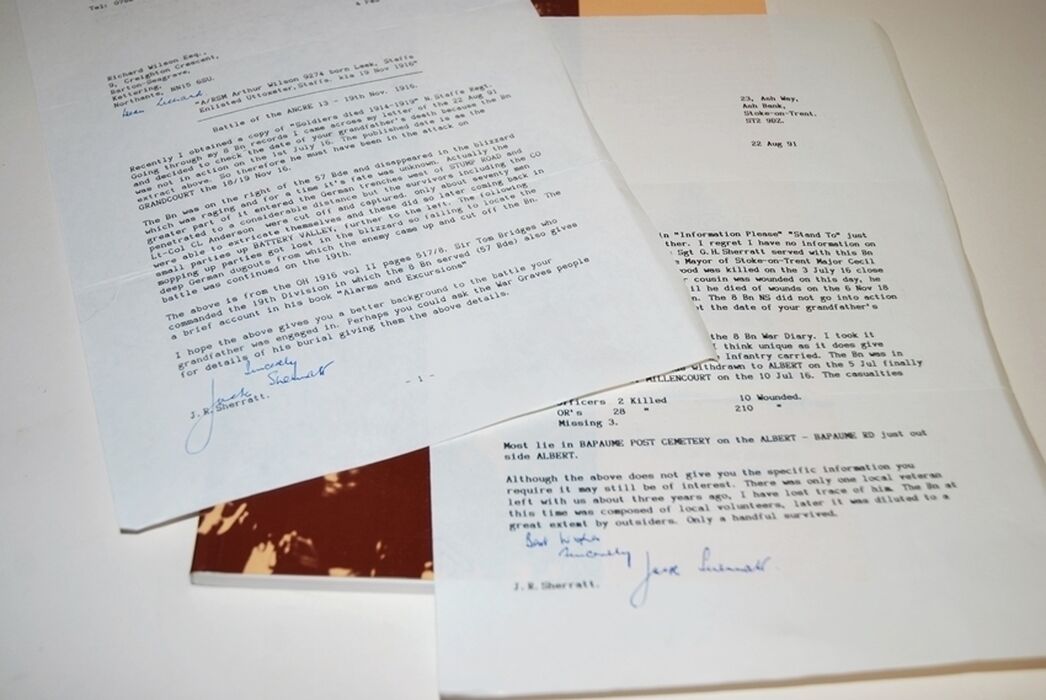 Tel: 078
4 Feb
Richard Wilson Esq.,
9, Creighton Crescent,
Barton-Seagrave,
Kettering, NN15 6SU.
Northants,
"A/RSM Arthur Wilson 9274 born Leek, Staffs
Enlisted Uttoxeter,Staffs. kia 19 Nov 1916"
Battle of the ANCRE 13 - 19th Nov. 1916.
Recently I obtained a copy of "Soldiers died 1914-1919" N.Staffs Regt.
Going through my 8 Bn records I came across my letter of the 22 Aug 91
and decided to check the date of your grandfather's death because the Bn
was not in action on the 1st July 16. The published date is as the
extract above. So therefore he must have been in the attack on
GRANDCOURT the 18/19 Nov 16.
The Bn was on the right of the 57 Bde and disappeared in the blizzard
which was raging and for a time it's fate was unknown. Actually the
greater part of it entered the German trenches west of STUMP ROAD and
penetrated to a considerable distance but the survivors including the CO
Lt-Col CL Anderson were cut off and captured, only about seventy men
were able to extricate themselves and these did so later coming back in
small parties up BATTERY VALLEY, further to the left. The following
mopping up parties got lost in the blizzard so failing to locate the
deep German dugouts from which the enemy came up and cut off the Bn. The
battle was continued on the 19th.
The above is from the OH 1916 vol II pages 517/8. Sir Tom Bridges who
commanded the 19th Division in which the 8 Bn served (57 Bde) also gives
a brief account in his book "Alarms and Excursions"
I hope the above gives you a better background to the battle your
grandfather was engaged in. Perhaps you could ask the War Graves people
for details of his burial giving them the above details.
Sincerely
Jack Sherratt
J.R.Sherratt.
- 1 -
23, Ash Way,
Ash Bank,
Stoke-on-Trent.
ST2 9DZ.
22 Aug 91
in "Information Please" "Stand To" just
ther. I regret I have no information on
Sgt G.H.Sherratt served with this Bn
e Mayor of Stoke-on-Trent Major Cecil
ood was killed on the 3 July 16 close
cousin was wounded on this day, he
il he died of wounds on the 6 Nov 18
n. The 8 Bn NS did not go into action
ot the date of your grandfather's
the 8 Bn War Diary. I took it
I think unique as it does give
e Infantry carried. The Bn was in
withdrawn to ALBERT on the 5 Jul finally
MILLENCOURT on the 10 Jul 16. The casualties
Officers 2 Killed 10 Wounded.
OR's 28 " 210 "
Missing 3.
Most lie in BAPAUME POST CEMETERY on the ALBERT - BAPAUME RD just out
side ALBERT.
Although the above does not give you the specific information you
require it may still be of interest. There was only one local veteran
left with us about three years ago, I have lost trace of him. The Bn at
this time was composed of local volunteers, later it was diluted to a
great extent by outsiders. Only a handful survived.
Best Wishes
Sincerely
Jack Sherratt.
J.R.Sherratt.